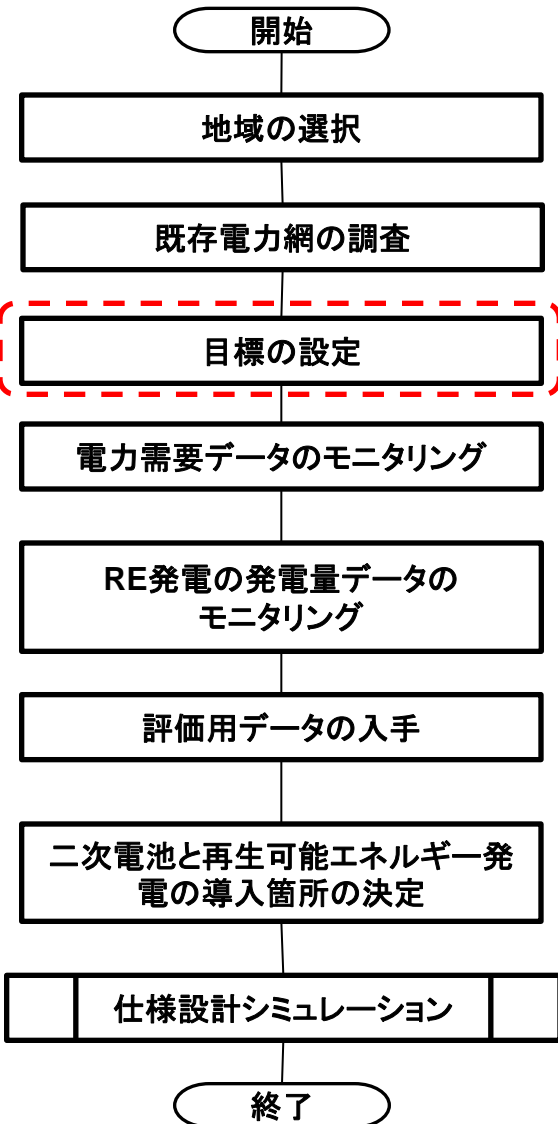 開始
地域の選択
既存電力網の調査
目標の設定
電力需要データのモニタリング
RE発電の発電量データの
モニタリング
評価用データの入手
二次電池と再生可能エネルギー発
電の導入箇所の決定
仕様設計シミュレーション
終了